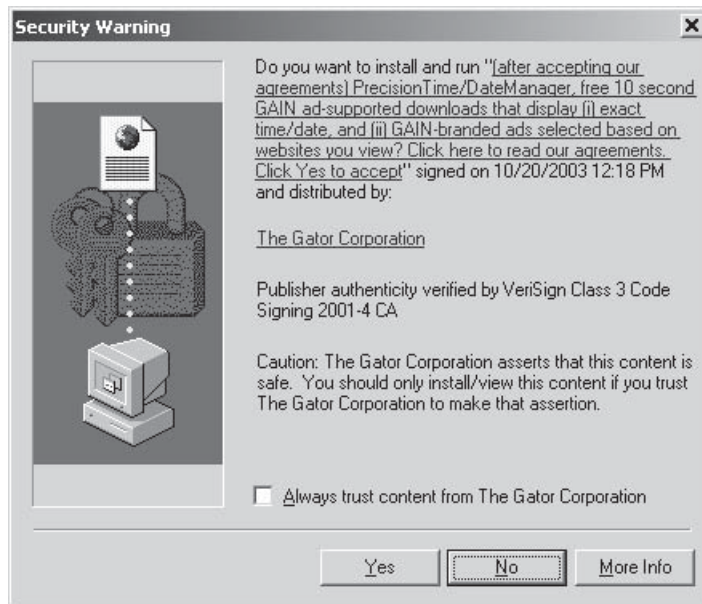 Security Warning
Do you want to install and run "(after accepting our
agreements) PrecisionTime/DateManager, free 10 second
GAIN ad-supported downloads that display (i) exact
time/date, and (ii) GAIN-branded ads selected based on
websites you view? Click here to read our agreements.
Click Yes to accept" signed on 10/20/2003 12:18 PM
and distributed by:
The Gator Corporation
Publisher authenticity verified by VeriSign Class 3 Code
Signing 2001-4 CA
Caution: The Gator Corporation asserts that this content is
safe. You should only install/view this content if you trust
The Gator Corporation to make that assertion.
Always trust content from The Gator Corporation
Yes No More Info